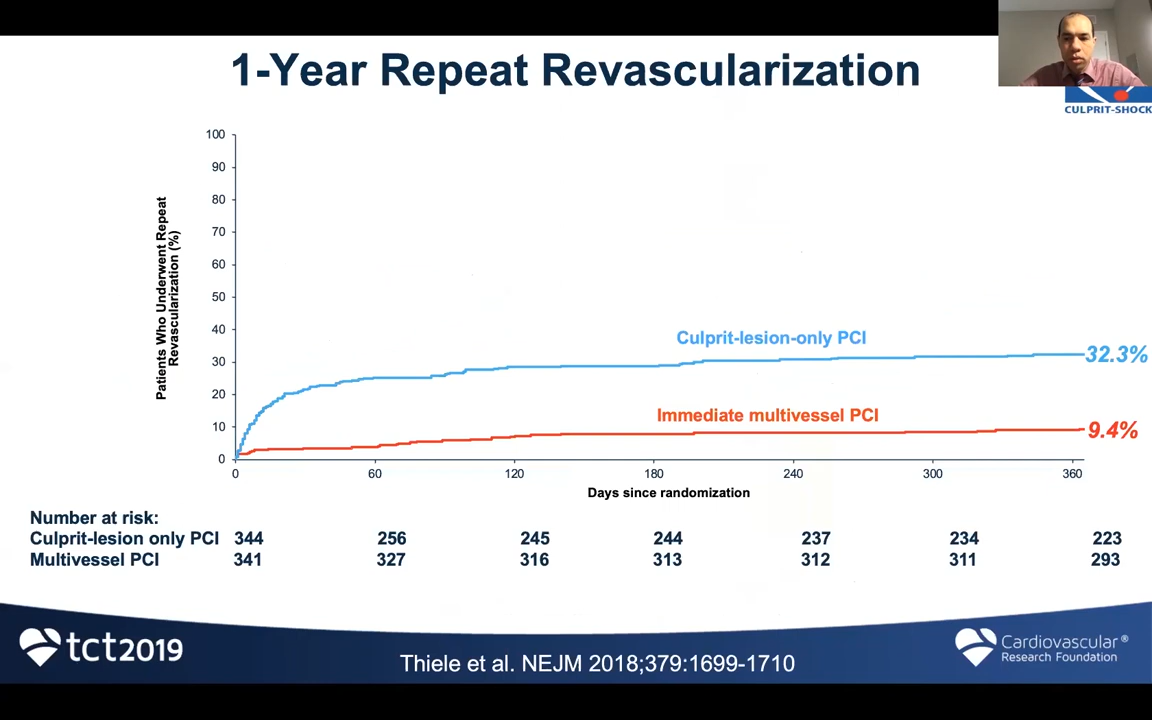 1-Year Repeat Revascularization
CULPRIT-SHOCK
Patients Who Underwent Repeat
Revascularization (%)
100
90
80
70
60
50
40
30
20
10
0
Culprit-lesion-only PCI
32.3%
Immediate multivessel PCI
9.4%
0 60 120 180 240 300 360
Days since randomization
Number at risk:
Culprit-lesion only PCI 344 256 245 244 237 234 223
Multivessel PCI 341 327 316 313 312 311 293
tct2019
Thiele et al. NEJM 2018;379:1699-1710
Cardiovascular®
Research Foundation